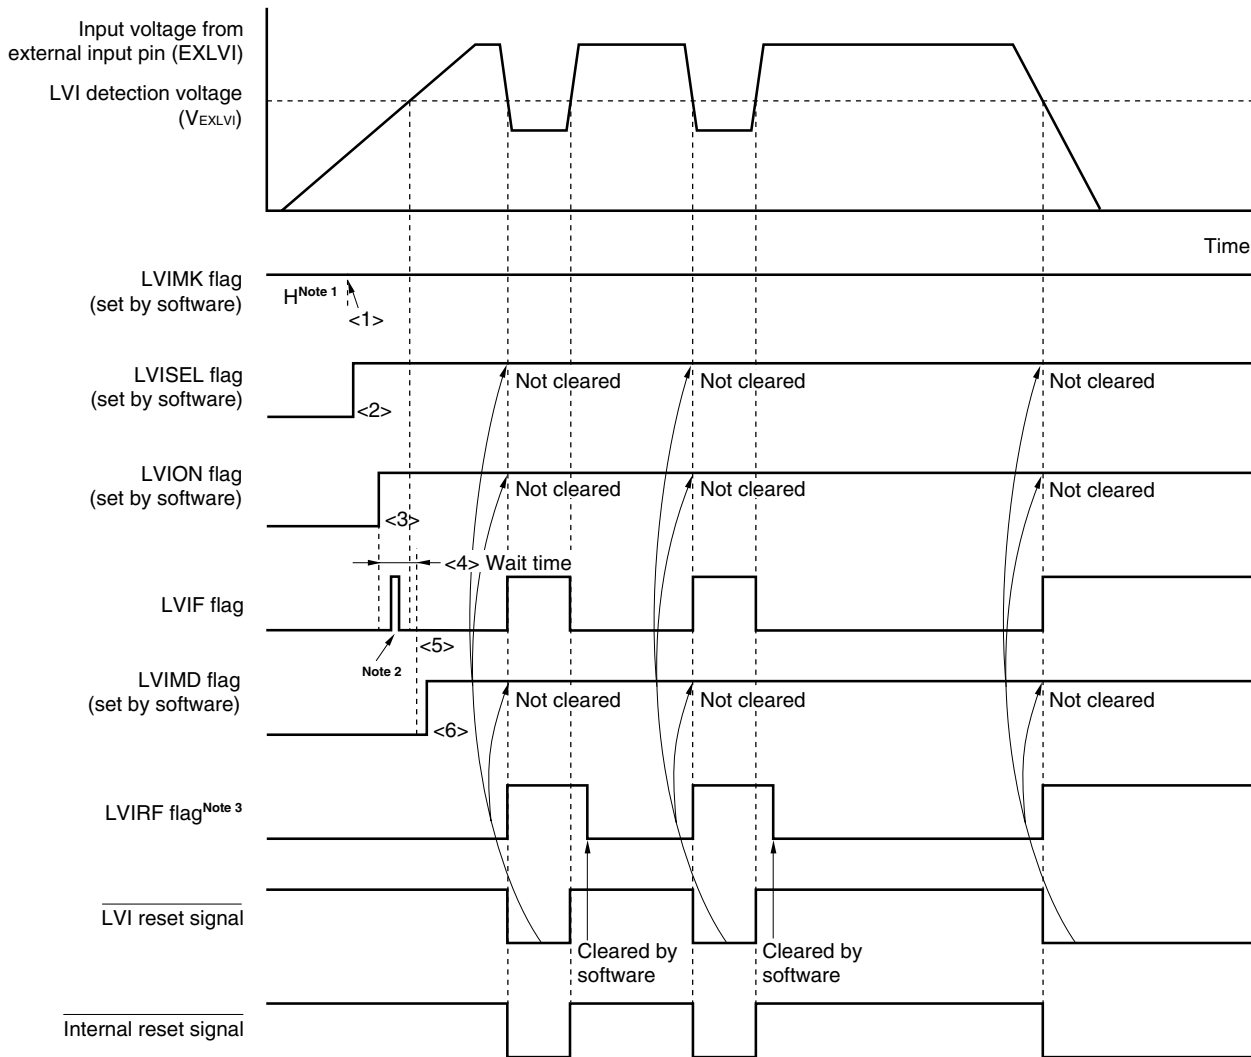 Input voltage from
external input pin (EXLVI)
LVI detection voltage
(VEXLVI)
Time
LVIMK flag
(set by software)
H Note 1
<1>
LVISEL flag
(set by software)
<2>
Not cleared
Not cleared
Not cleared
LVION flag
(set by software)
<3>
Not cleared
Not cleared
Not cleared
<4> Wait time
LVIF flag
Note 2
<5>
LVIMD flag
(set by software)
<6>
Not cleared
Not cleared
Not cleared
LVIRF flag Note 3
LVI reset signal
Cleared by
software
Cleared by
software
Internal reset signal